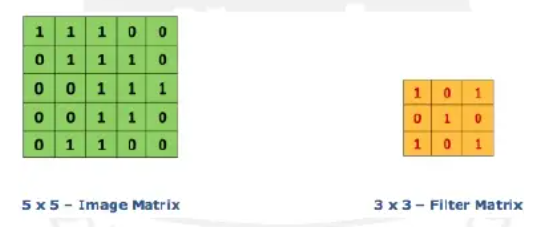 1 1 1 0 0
0 1 1 1 0
0 0 1 1 1
0 0 1 1 0
0 1 1 0 0
1 0 1
0 1 0
1 0 1
5 x 5 – Image Matrix
3 x 3 – Filter Matrix